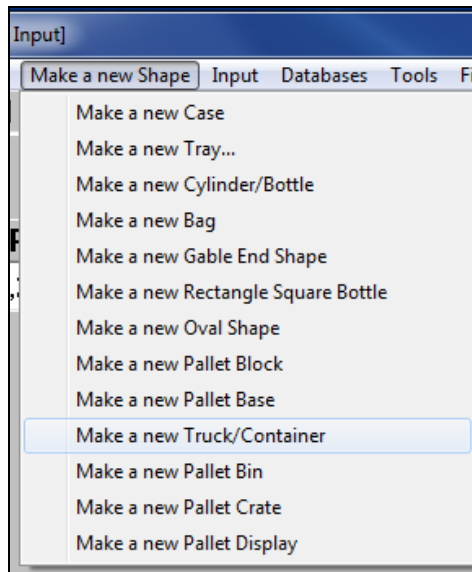 Input]
Make a new Shape Input Databases Tools
Make a new Case
Make a new Tray...
Make a new Cylinder/Bottle
Make a new Bag
Make a new Gable End Shape
Make a new Rectangle Square Bottle
Make a new Oval Shape
Make a new Pallet Block
Make a new Pallet Base
Make a new Truck/Container
Make a new Pallet Bin
Make a new Pallet Crate
Make a new Pallet Display